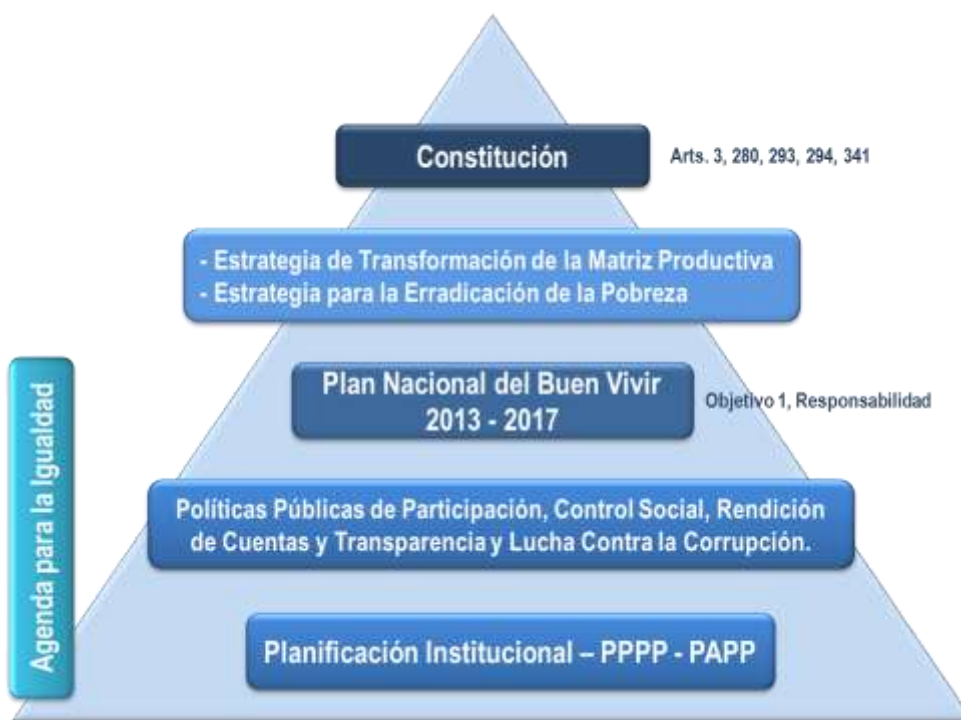 Constitución
Arts. 3, 280, 293, 294, 341
- Estrategia de Transformación de la Matriz Productiva
- Estrategia para la Erradicación de la Pobreza
Plan Nacional del Buen Vivir
2013 - 2017
Objetivo 1, Responsabilidad
Agenda para la Igualdad
Políticas Públicas de Participación, Control Social, Rendición
de Cuentas y Transparencia y Lucha Contra la Corrupción.
Planificación Institucional – PPPP - PAPP